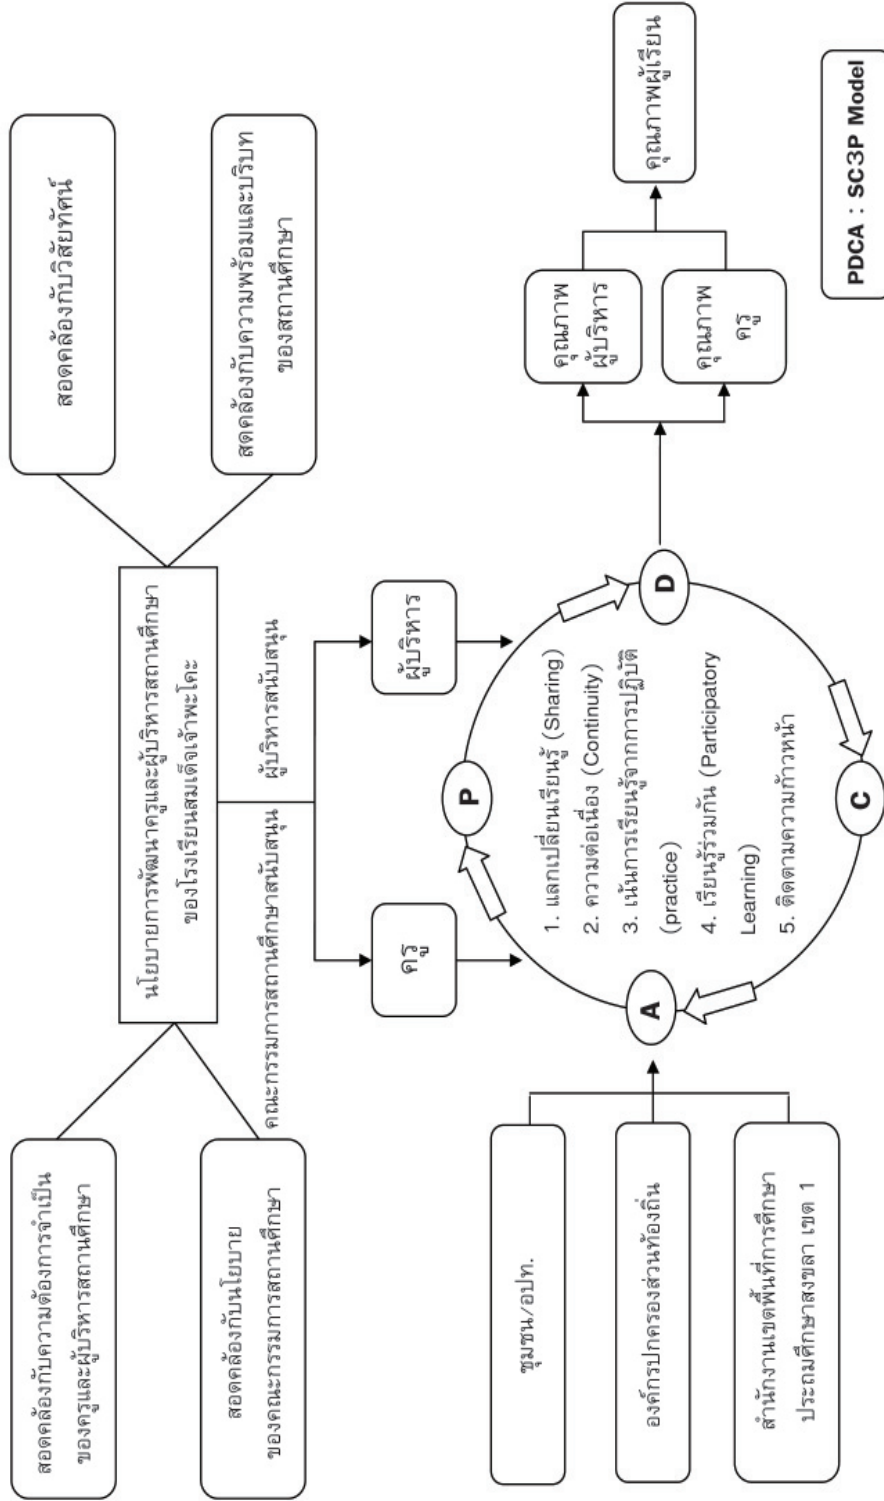 สอดคล้องกับความต้องการจำเป็น
ของครูและผู้บริหารสถานศึกษา
สอดคล้องกับวิสัยทัศน์
นโยบายการพัฒนาครูและผู้บริหารสถานศึกษา
ของโรงเรียนสมเด็จเจ้าพะโคะ
สอดคล้องกับนโยบาย
ของคณะกรรมการสถานศึกษา
สดคล้องกับความพร้อมและบริบท
ของสถานศึกษา
คณะกรรมการสถานศึกษาสนับสนุน
ผู้บริหารสนับสนุน
ครู
ผู้บริหาร
P
ชุมชน/อปท.
องค์กรปกครองส่วนท้องถิ่น
สำนักงานเขตพื้นที่การศึกษา
ประถมศึกษาสงขลา เขต 1
A
1. แลกเปลี่ยนเรียนรู้ (Sharing)
2. ความต่อเนื่อง (Continuity)
3. เน้นการเรียนรู้จากการปฏิบัติ
(practice)
4. เรียนรู้ร่วมกัน (Participatory
Learning)
5. ติดตามความก้าวหน้า
D
C
คุณภาพ
ผู้บริหาร
คุณภาพ
ครู
คุณภาพผู้เรียน
PDCA : SC3P Model